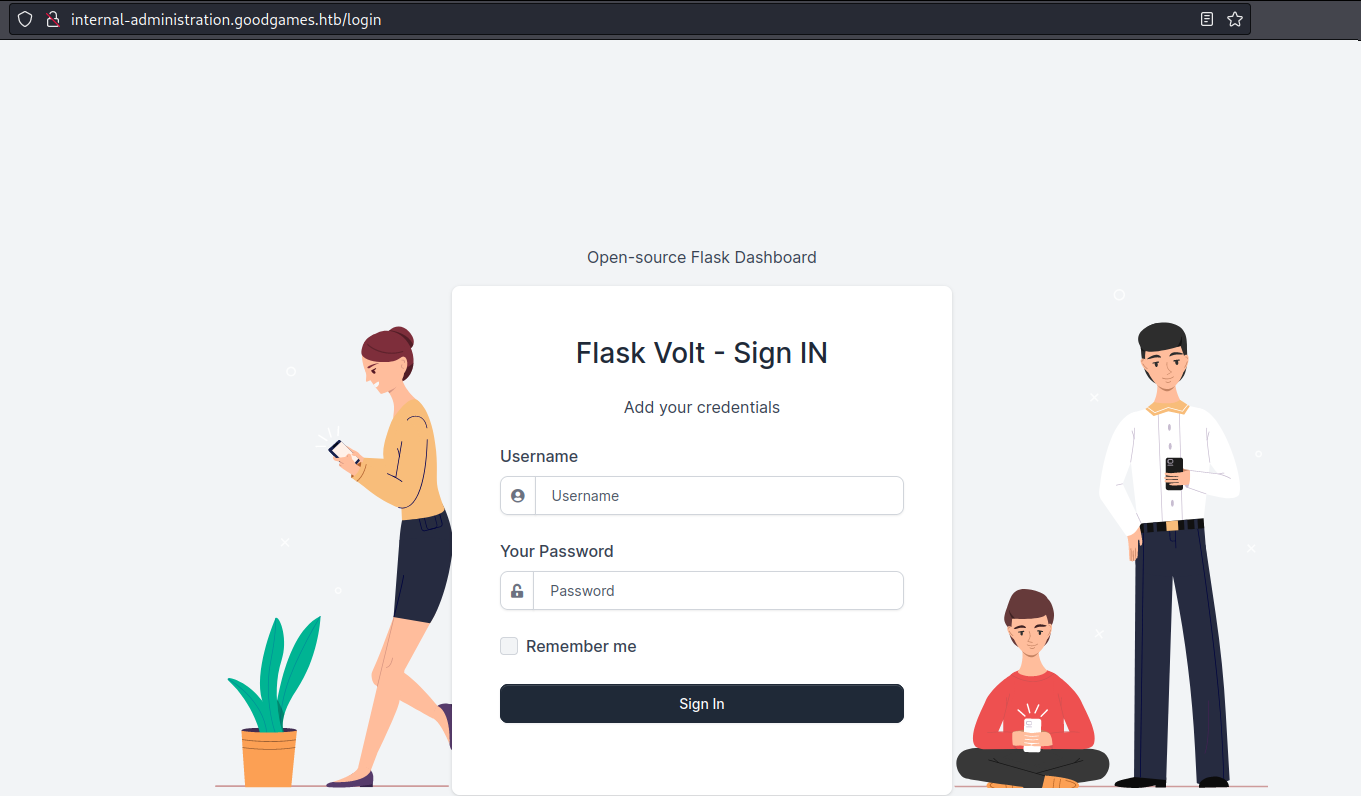 internal-administration.goodgames.htb/login
Open-source Flask Dashboard
Flask Volt - Sign IN
Add your credentials
Username
Username
Your Password
Password
Remember me
Sign In